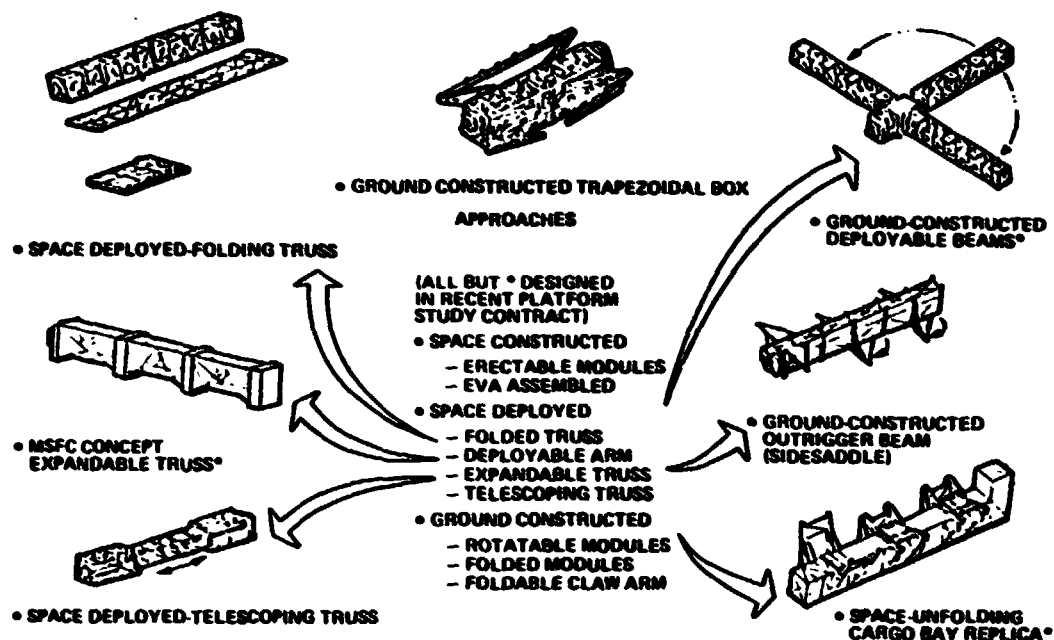 • GROUND CONSTRUCTED TRAPEZOIDAL BOX
APPROACHES
• SPACE DEPLOYED-FOLDING TRUSS
• GROUND-CONSTRUCTED
DEPLOYABLE BEAMS*
(ALL BUT * DESIGNED
IN RECENT PLATFORM
STUDY CONTRACT)
• SPACE CONSTRUCTED
– ERECTABLE MODULES
– EVA ASSEMBLED
• SPACE DEPLOYED
– FOLDED TRUSS
– DEPLOYABLE ARM
– EXPANDABLE TRUSS
– TELESCOPING TRUSS
• GROUND CONSTRUCTED
– ROTATABLE MODULES
– FOLDED MODULES
– FOLDABLE CLAW ARM
• MSFC CONCEPT
EXPANDABLE TRUSS*
• GROUND-CONSTRUCTED
OUTRIGGER BEAM
(SIDESADDLE)
• SPACE DEPLOYED-TELESCOPING TRUSS
• SPACE-UNFOLDING
CARGO BAY REPLICA*